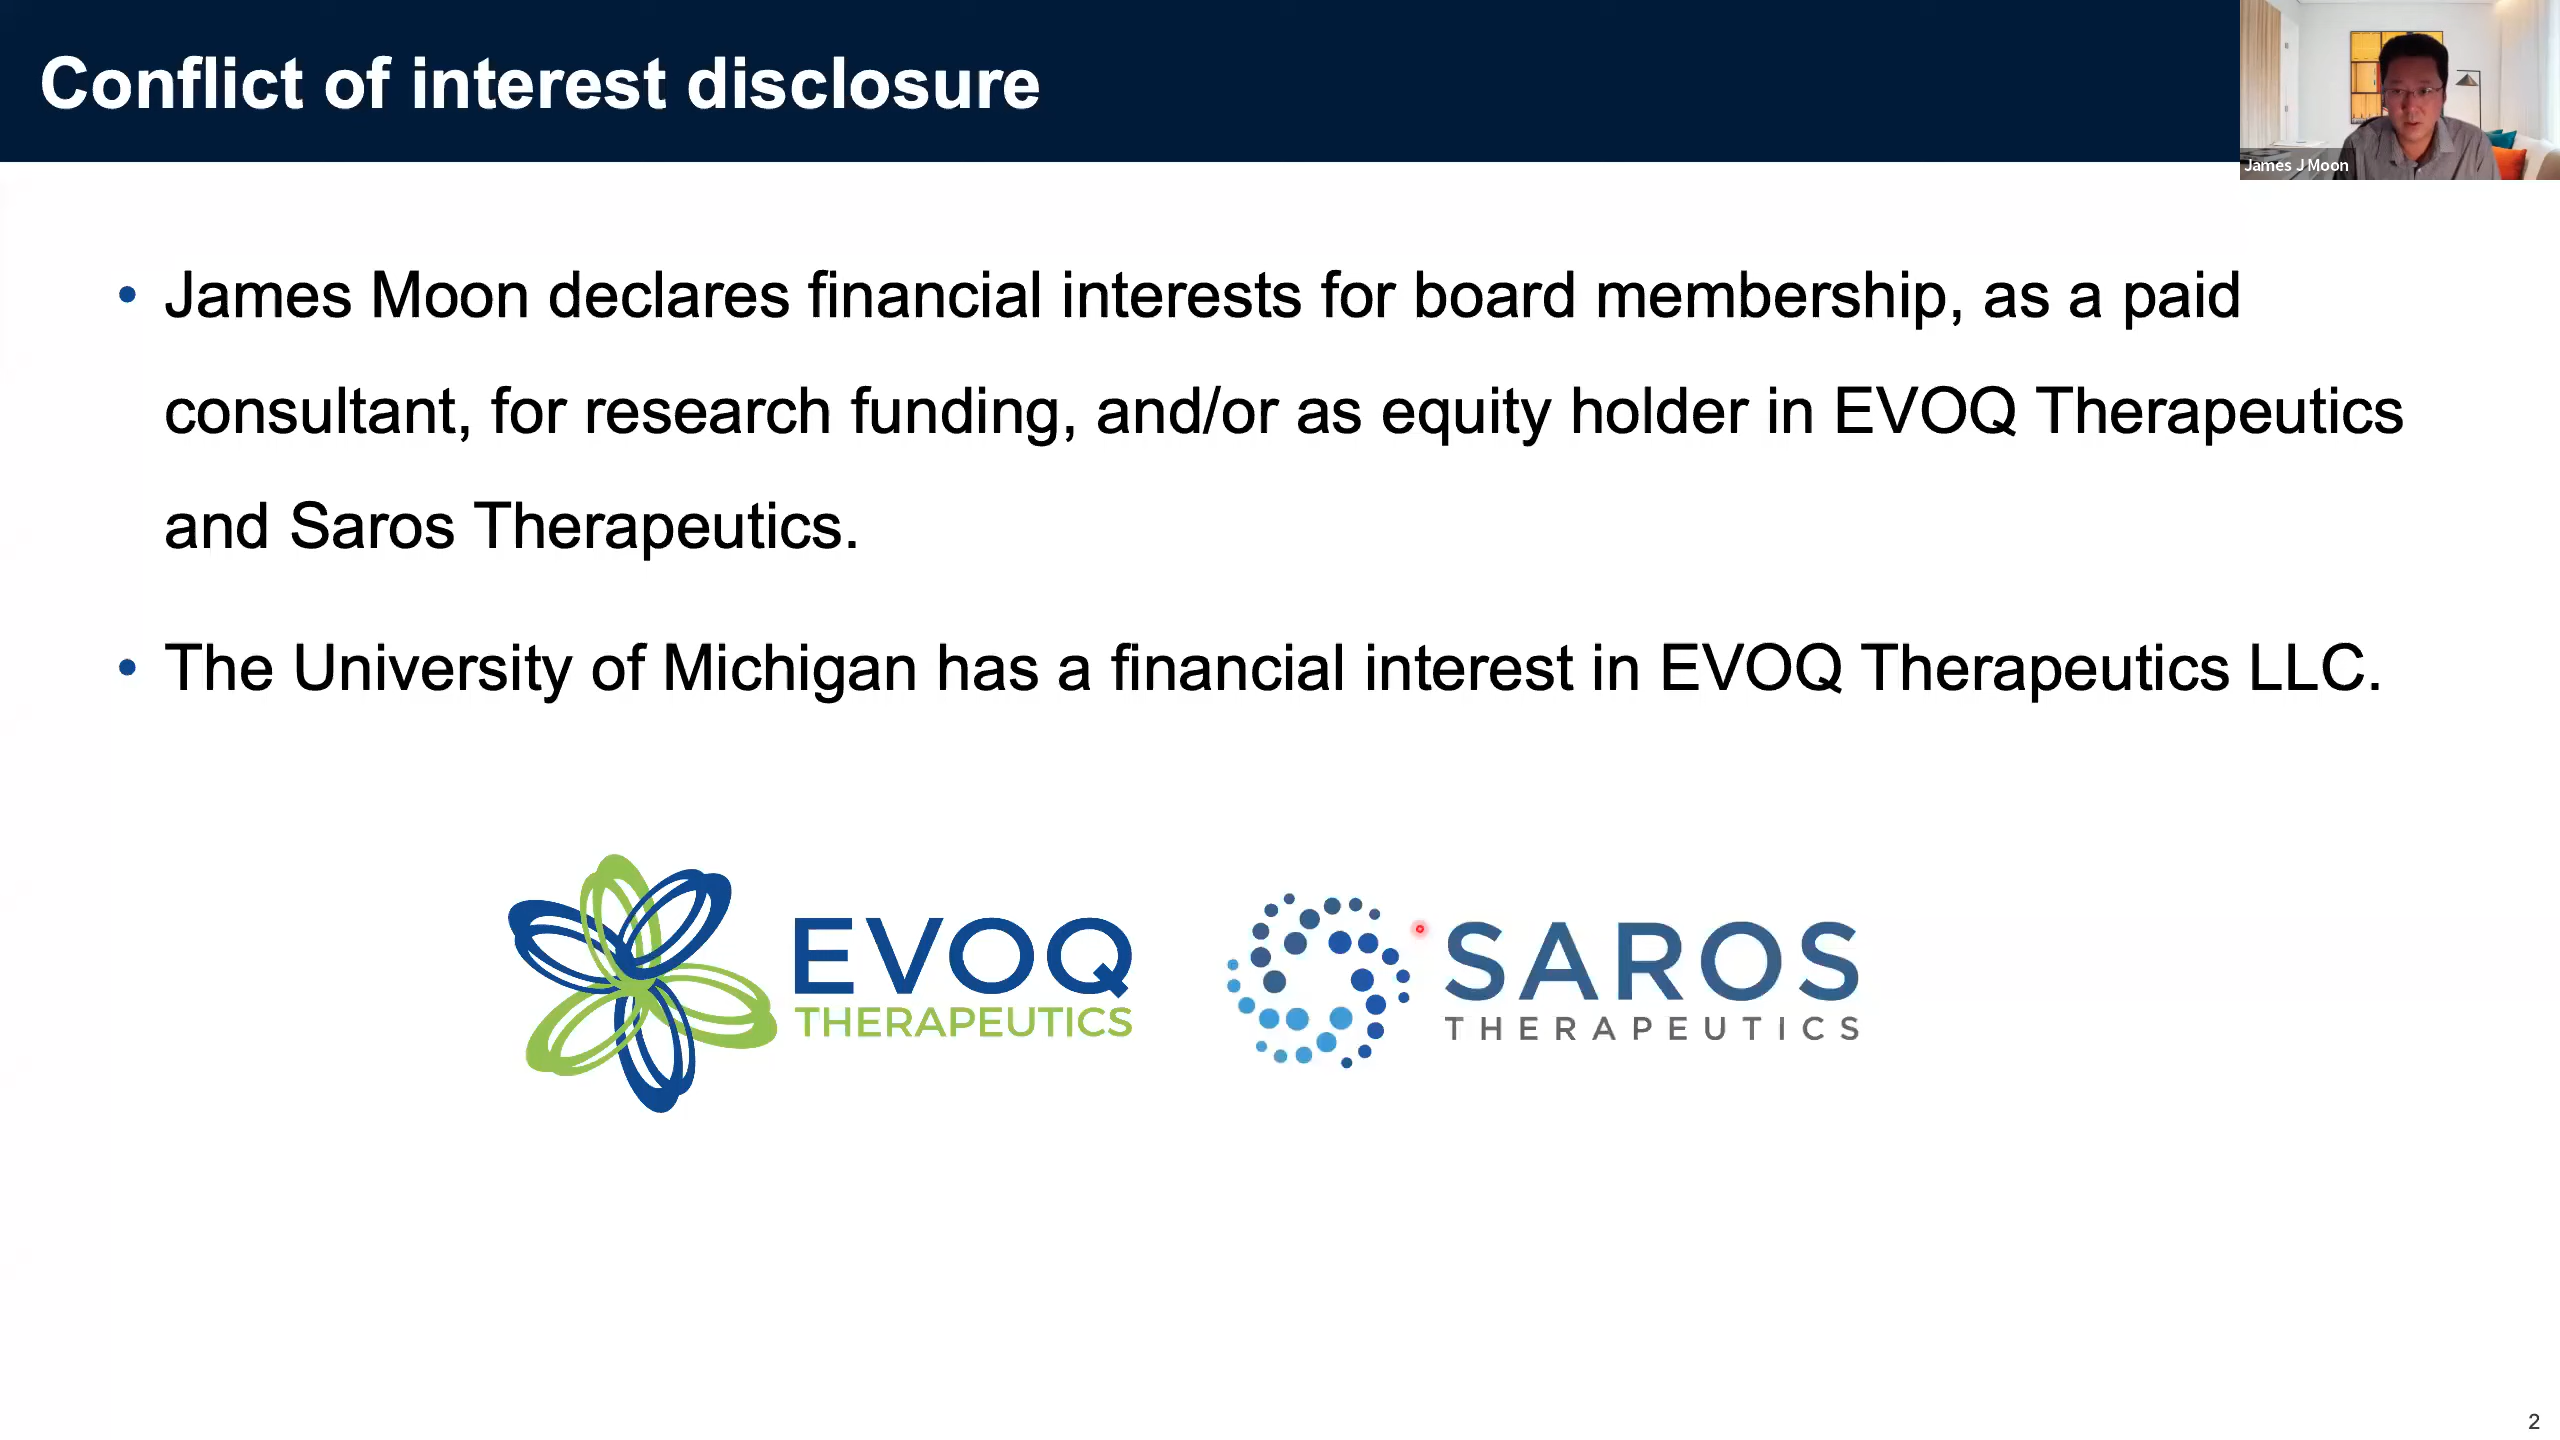 Conflict of interest disclosure
James J Moon
• James Moon declares financial interests for board membership, as a paid
consultant, for research funding, and/or as equity holder in EVOQ Therapeutics
and Saros Therapeutics.
• The University of Michigan has a financial interest in EVOQ Therapeutics LLC.
EVOQ
THERAPEUTICS
SAROS
THERAPEUTICS
2